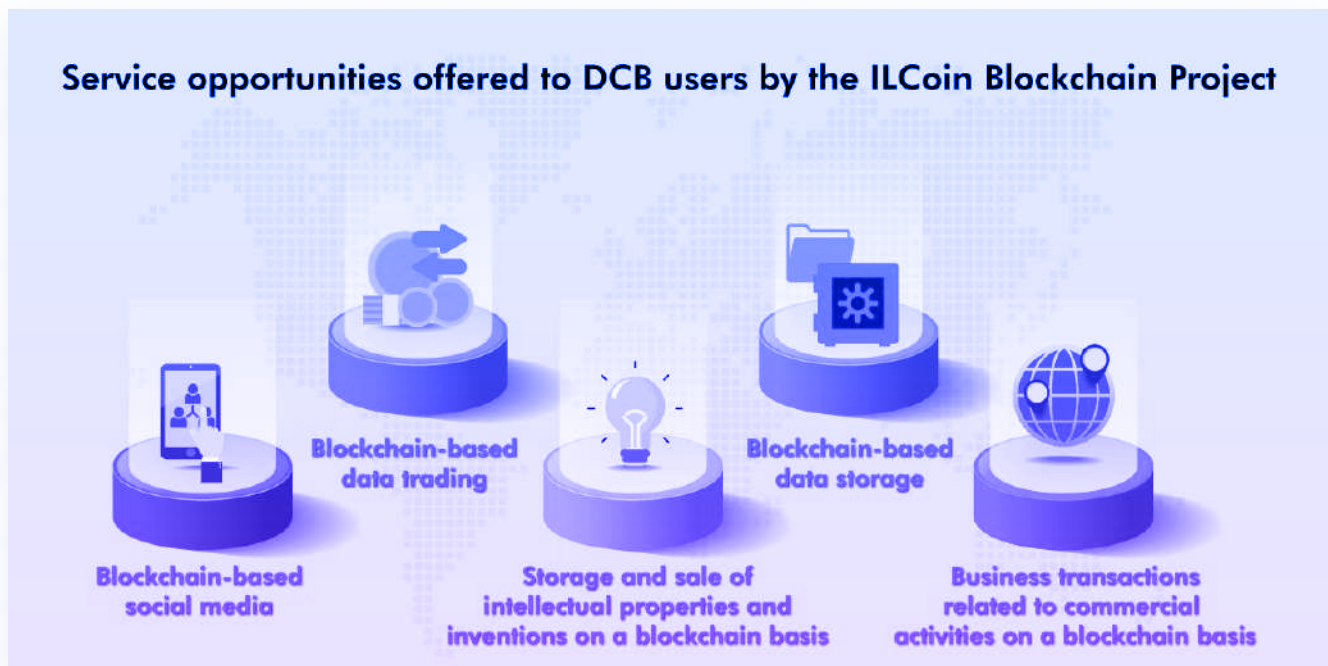 Service opportunities offered to DCB users by the ILCoin Blockchain Project
Blockchain-based
data trading
Blockchain-based
data storage
Blockchain-based
social media
Storage and sale of
intellectual properties and
inventions on a blockchain basis
Business transactions
related to commercial
activities on a blockchain basis